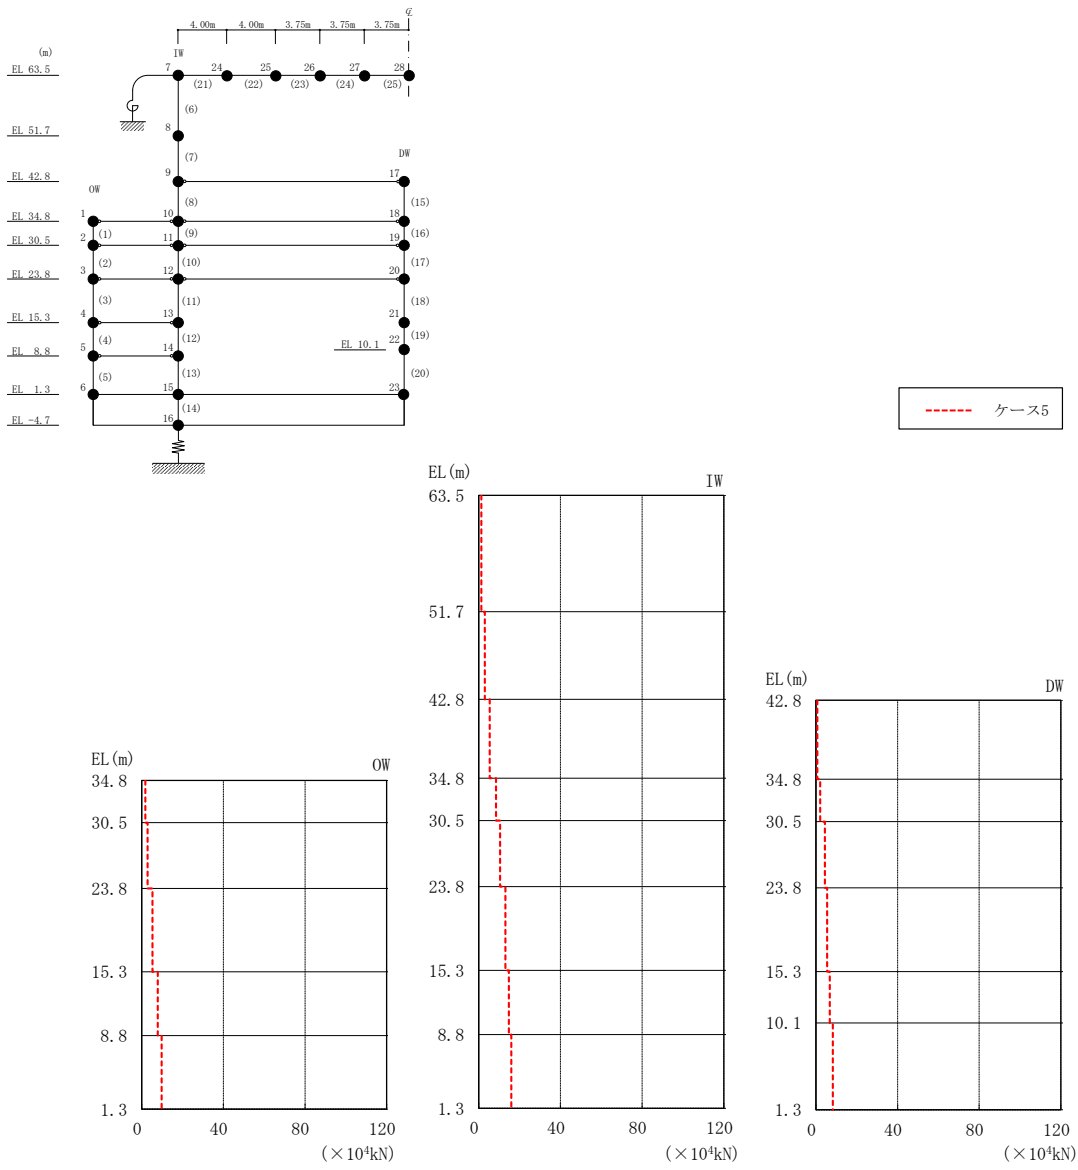 ℄
4.00m 4.00m 3.75m 3.75m 3.75m
(m)
IW
EL 63.5 7 24 25 26 27 28
(21) (22) (23) (24) (25)
(6)
EL 51.7 8
(7)
DW
EL 42.8 9 17
OW
(8) (15)
EL 34.8 1 10 18
(1) (9) (16)
EL 30.5 2 11 19
(2) (10) (17)
EL 23.8 3 12 20
(3) (11) (18)
EL 15.3 4 13 21
(4) (12) (19)
EL 10.1 22
EL 8.8 5 14
(5) (13) (20)
EL 1.3 6 15 23
(14)
EL -4.7 16
ケース5
EL(m) IW
63.5
51.7
42.8
34.8
30.5
23.8
15.3
8.8
1.3
0 40 80 120
(×10⁴kN)
EL(m) DW
42.8
34.8
30.5
23.8
15.3
10.1
1.3
0 40 80 120
(×10⁴kN)
EL(m) OW
34.8
30.5
23.8
15.3
8.8
1.3
0 40 80 120
(×10⁴kN)